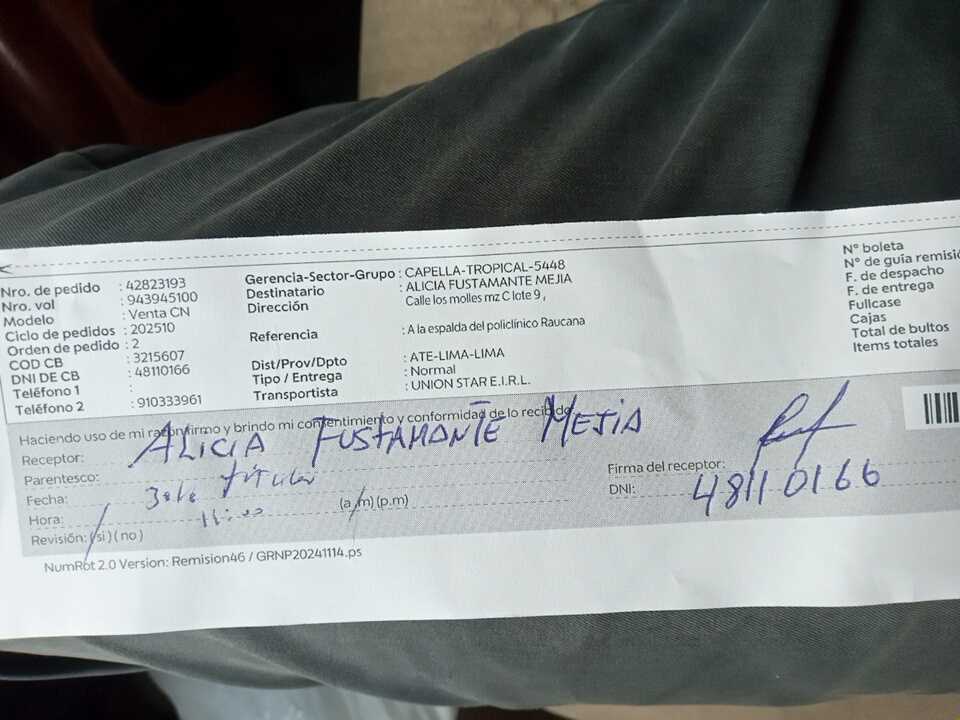 Nro. de pedido : 42823193
Nro. vol : 943945100
Modelo : Venta CN
Ciclo de pedidos : 202510
Orden de pedido : 2
COD CB : 3215607
DNI DE CB : 48110166
Teléfono 1 :
Teléfono 2 : 910333961
Gerencia-Sector-Grupo : CAPELLA-TROPICAL-5448
Destinatario : ALICIA FUSTAMANTE MEJIA
Dirección : Calle los molles mz C lote 9 ,
Referencia : A la espalda del policlínico Raucana
Dist/Prov/Dpto : ATE-LIMA-LIMA
Tipo / Entrega : Normal
Transportista : UNION STAR E.I.R.L.
N° boleta
N° de guía remisió
F. de despacho
F. de entrega
Fullcase
Cajas
Total de bultos
Items totales
Haciendo uso de mi razón firmo y brindo mi consentimiento y conformidad de lo recibido
Receptor: ALICIA FUSTAMANTE MEJIA
Parentesco: titular
Fecha:
Hora: (a.m)(p.m)
Revisión: (si) (no)
Firma del receptor:
DNI: 48110166
NumRot 2.0 Version: Remision46 / GRNP20241114.ps